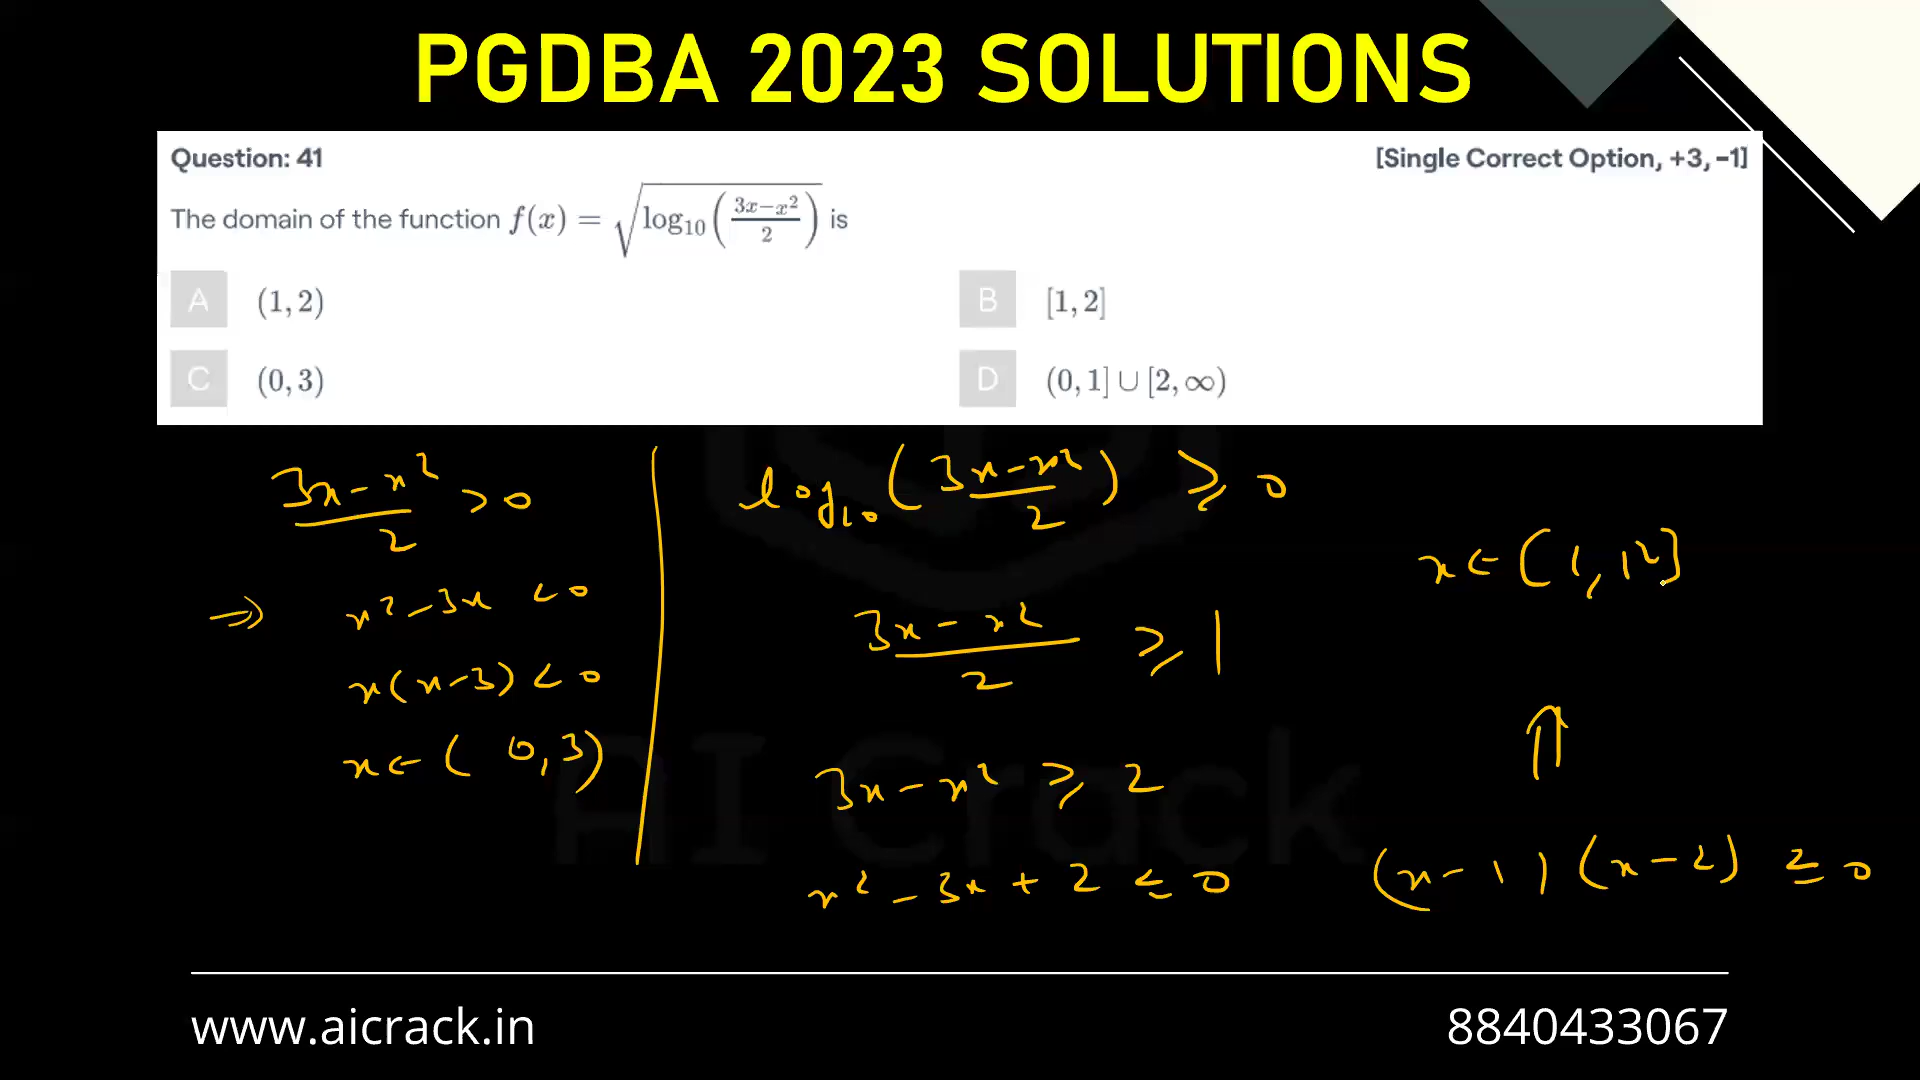 PGDBA 2023 SOLUTIONS
Question: 41 [Single Correct Option, +3, −1]
The domain of the function f(x) = √(log₁₀((3x−x²)/2)) is
A (1, 2)
B [1, 2]
C (0, 3)
D (0, 1] ∪ [2, ∞)
(3x − x²)/2 > 0
⇒ x² − 3x < 0
x(x−3) < 0
x ∈ (0,3)
log₁₀((3x−x²)/2) ⩾ 0
(3x − x²)/2 ⩾ 1
3x − x² ⩾ 2
x² − 3x + 2 ≤ 0
(x−1)(x−2) ≤ 0
⇑
x ∈ [1, 2]
AI Crack
www.aicrack.in
8840433067